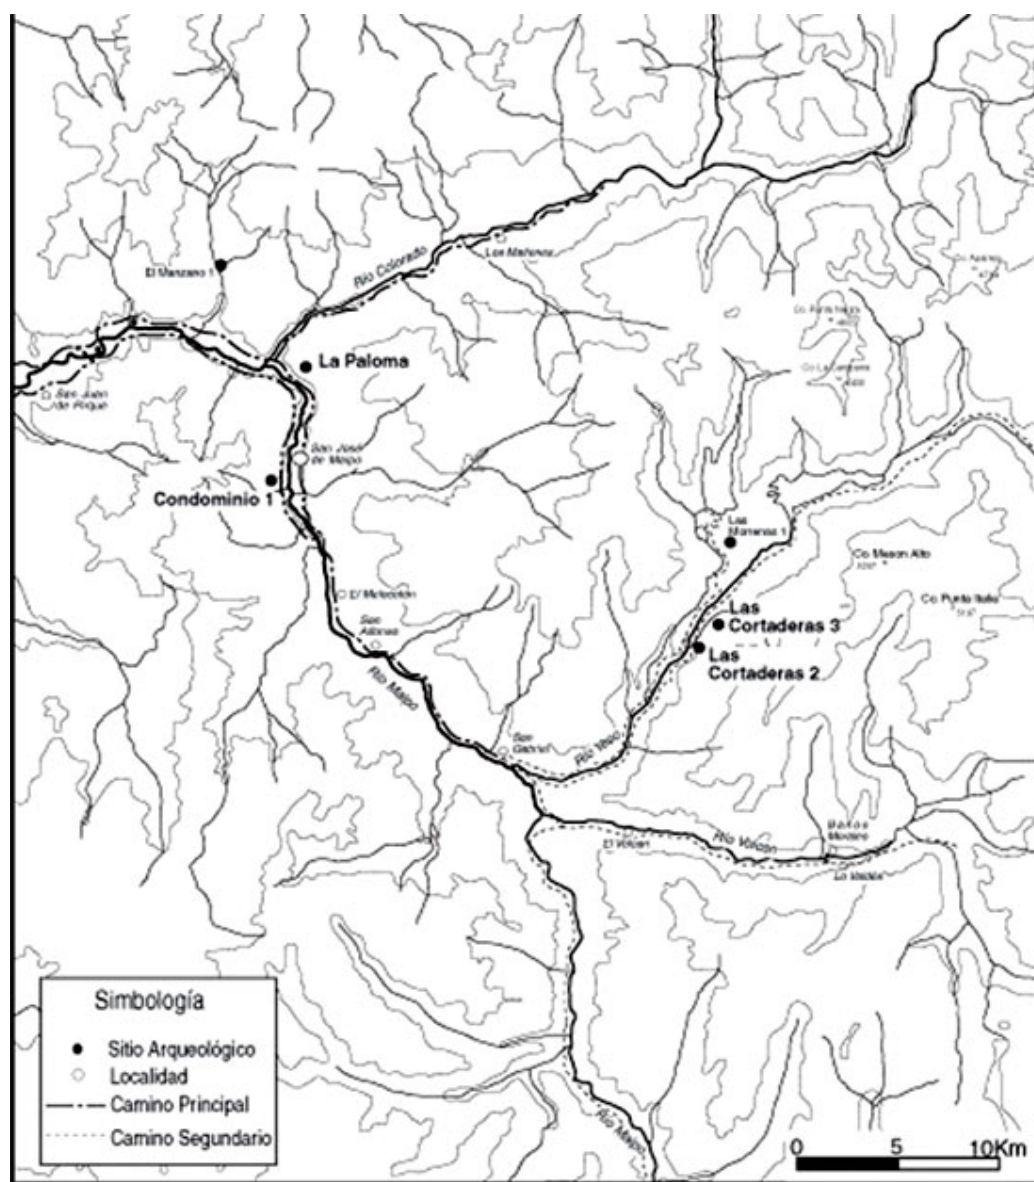 El Manzano 1
Río Colorado
Los Maitenes
La Paloma
San José
de Maipo
Condominio 1
Las
Morrenas 1
Co. Meson Alto
Co. Punta Italia
El Melocotón
San
Alfonso
Las
Cortaderas 3
Las
Cortaderas 2
Río Maipo
San
Gabriel
Río Yeso
Río Volcán
El Volcan
Baños
Morales
Lo Valdés
Río Maipo
Simbología
Sitio Arqueológico
Localidad
Camino Principal
Camino Segundario
0 5 10Km